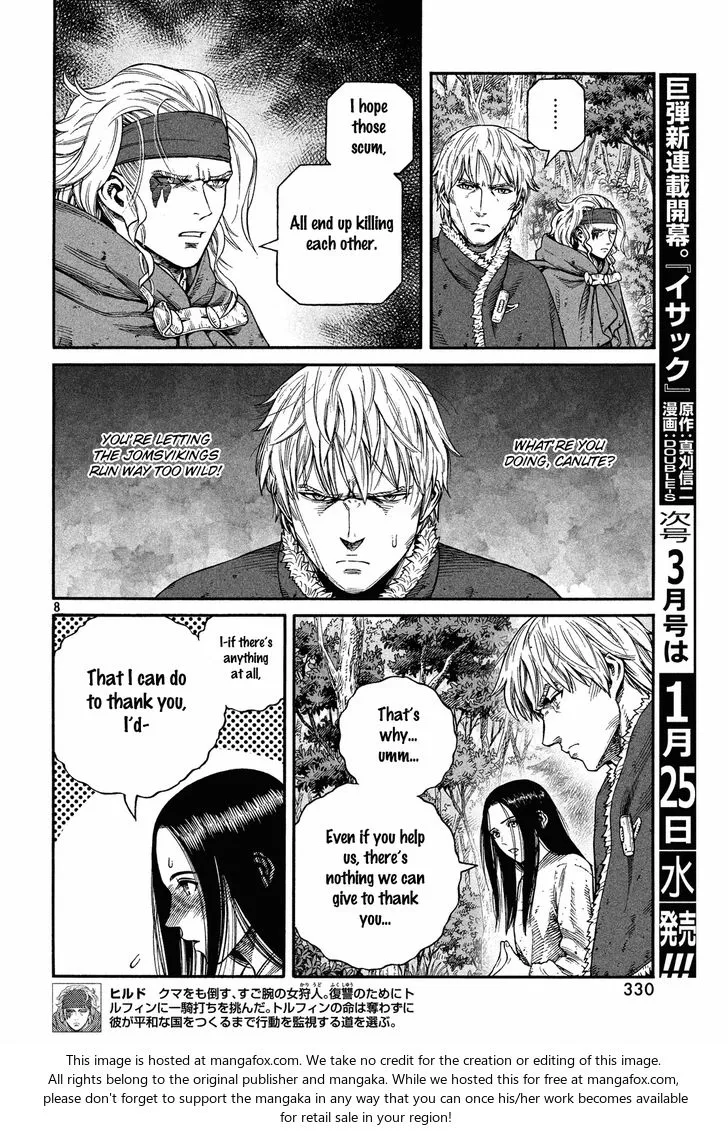 ………
I hope
those
scum,
All end up killing
each other.
WHAT'RE YOU
DOING, CANUTE?
YOU'RE LETTING
THE JOMSVIKINGS
RUN WAY TOO WILD!
8
That's
why...
umm...
Even if you help
us, there's
nothing we can
give to thank
you...
I-if there's
anything
at all,
That I can do
to thank you,
I'd-
巨弾新連載開幕。『イサック』原作:真刈信二
漫画:DOUBLE-S
次号3月号は1月25日水発売!!!
ヒルド クマをも倒す、すご腕の女狩人。復讐のためにト
ルフィンに一騎打ちを挑んだ。トルフィンの命は奪わずに
彼が平和な国をつくるまで行動を監視する道を選ぶ。
かりうど
ふくしゅう
330
This image is hosted at mangafox.com. We take no credit for the creation or editing of this image.
All rights belong to the original publisher and mangaka. While we hosted this for free at mangafox.com,
please don't forget to support the mangaka in any way that you can once his/her work becomes available
for retail sale in your region!